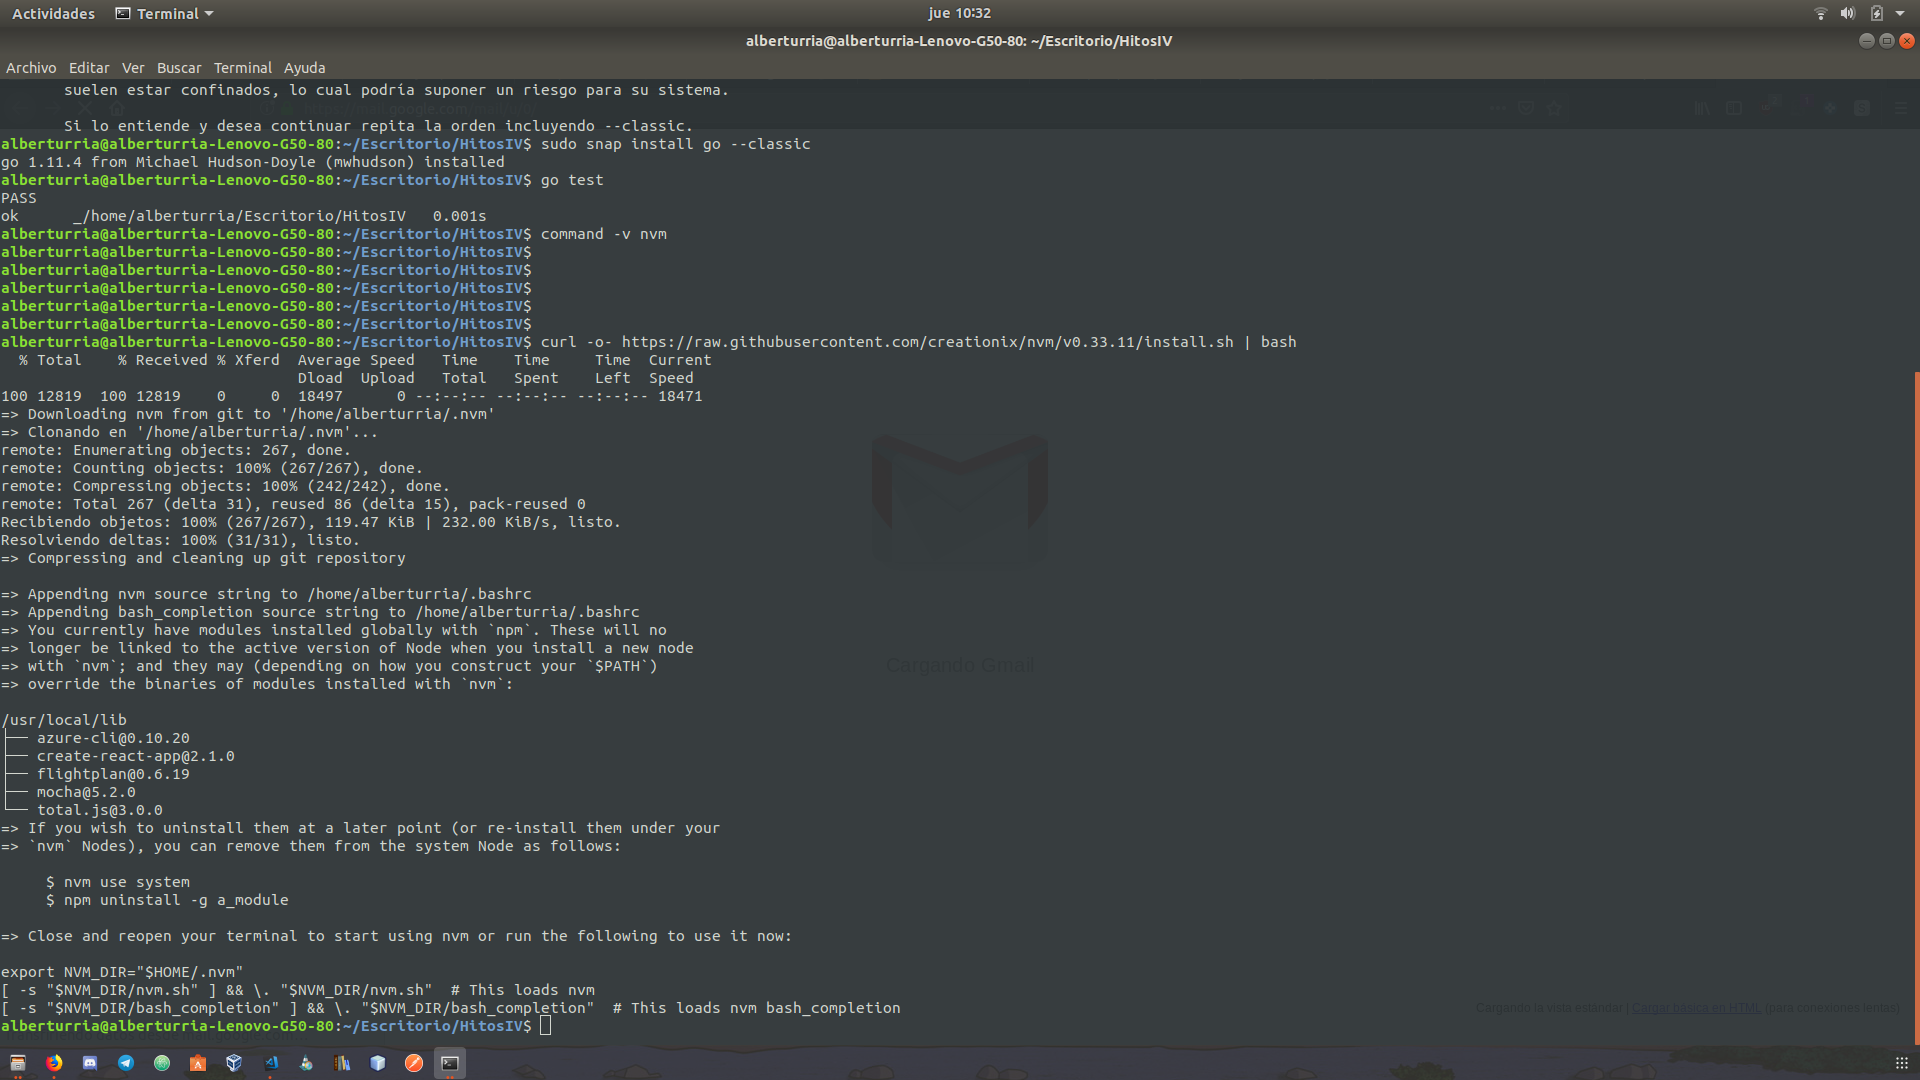 Actividades
Terminal
jue 10:32
alberturria@alberturria-Lenovo-G50-80: ~/Escritorio/HitosIV
Archivo Editar Ver Buscar Terminal Ayuda
suelen estar confinados, lo cual podría suponer un riesgo para su sistema.
Si lo entiende y desea continuar repita la orden incluyendo --classic.
alberturria@alberturria-Lenovo-G50-80:~/Escritorio/HitosIV$ sudo snap install go --classic
go 1.11.4 from Michael Hudson-Doyle (mwhudson) installed
alberturria@alberturria-Lenovo-G50-80:~/Escritorio/HitosIV$ go test
PASS
ok _/home/alberturria/Escritorio/HitosIV 0.001s
alberturria@alberturria-Lenovo-G50-80:~/Escritorio/HitosIV$ command -v nvm
alberturria@alberturria-Lenovo-G50-80:~/Escritorio/HitosIV$
alberturria@alberturria-Lenovo-G50-80:~/Escritorio/HitosIV$
alberturria@alberturria-Lenovo-G50-80:~/Escritorio/HitosIV$
alberturria@alberturria-Lenovo-G50-80:~/Escritorio/HitosIV$
alberturria@alberturria-Lenovo-G50-80:~/Escritorio/HitosIV$
alberturria@alberturria-Lenovo-G50-80:~/Escritorio/HitosIV$ curl -o- https://raw.githubusercontent.com/creationix/nvm/v0.33.11/install.sh | bash
% Total % Received % Xferd Average Speed Time Time Time Current
Dload Upload Total Spent Left Speed
100 12819 100 12819 0 0 18497 0 --:--:-- --:--:-- --:--:-- 18471
=> Downloading nvm from git to '/home/alberturria/.nvm'
=> Clonando en '/home/alberturria/.nvm'...
remote: Enumerating objects: 267, done.
remote: Counting objects: 100% (267/267), done.
remote: Compressing objects: 100% (242/242), done.
remote: Total 267 (delta 31), reused 86 (delta 15), pack-reused 0
Recibiendo objetos: 100% (267/267), 119.47 KiB | 232.00 KiB/s, listo.
Resolviendo deltas: 100% (31/31), listo.
=> Compressing and cleaning up git repository
=> Appending nvm source string to /home/alberturria/.bashrc
=> Appending bash_completion source string to /home/alberturria/.bashrc
=> You currently have modules installed globally with `npm`. These will no
=> longer be linked to the active version of Node when you install a new node
=> with `nvm`; and they may (depending on how you construct your `$PATH`)
=> override the binaries of modules installed with `nvm`:
Cargando Gmail
/usr/local/lib
├── azure-cli@0.10.20
├── create-react-app@2.1.0
├── flightplan@0.6.19
├── mocha@5.2.0
└── total.js@3.0.0
=> If you wish to uninstall them at a later point (or re-install them under your
=> `nvm` Nodes), you can remove them from the system Node as follows:
$ nvm use system
$ npm uninstall -g a_module
=> Close and reopen your terminal to start using nvm or run the following to use it now:
export NVM_DIR="$HOME/.nvm"
[ -s "$NVM_DIR/nvm.sh" ] && \. "$NVM_DIR/nvm.sh" # This loads nvm
[ -s "$NVM_DIR/bash_completion" ] && \. "$NVM_DIR/bash_completion" # This loads nvm bash_completion
Cargando la vista estándar | Cargar básica en HTML (para conexiones lentas)
alberturria@alberturria-Lenovo-G50-80:~/Escritorio/HitosIV$